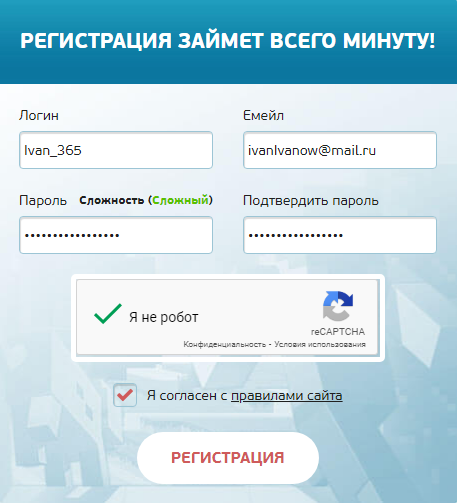 РЕГИСТРАЦИЯ ЗАЙМЕТ ВСЕГО МИНУТУ!
Логин Емейл
Ivan_365 ivanIvanow@mail.ru
Пароль Сложность (Сложный) Подтвердить пароль
••••••••••••••••• •••••••••••••••••
Я не робот
reCAPTCHA
Конфиденциальность - Условия использования
Я согласен с правилами сайта
РЕГИСТРАЦИЯ